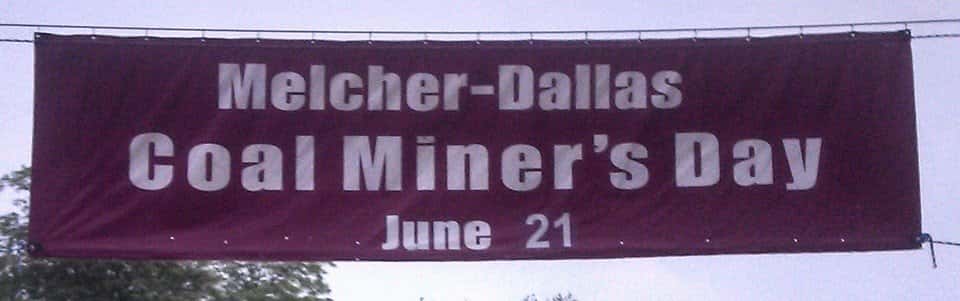 Melcher-Dallas
Coal Miner's Day
June 21